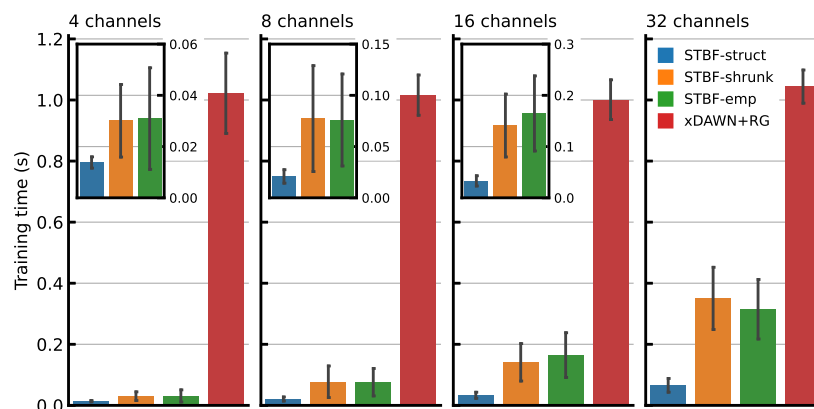 4 channels
8 channels
16 channels
32 channels
Training time (s)
1.2
1.0
0.8
0.6
0.4
0.2
0.0
0.06
0.04
0.02
0.00
0.15
0.10
0.05
0.00
0.3
0.2
0.1
0.0
STBF-struct
STBF-shrunk
STBF-emp
xDAWN+RG